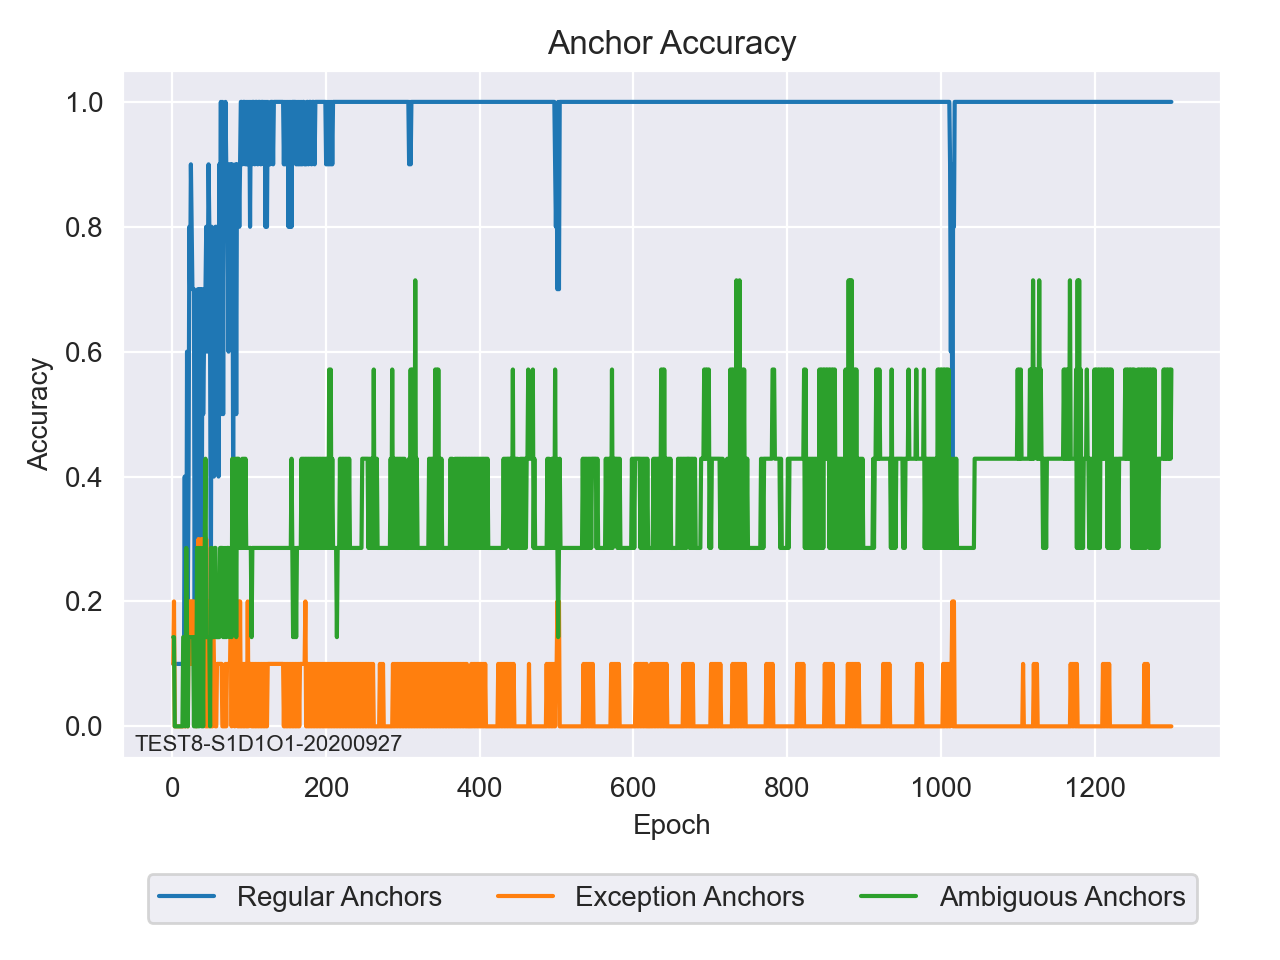 Anchor Accuracy
1.0
0.8
0.6
0.4
0.2
0.0
Accuracy
TEST8-S1D1O1-20200927
0 200 400 600 800 1000 1200
Epoch
Regular Anchors Exception Anchors Ambiguous Anchors